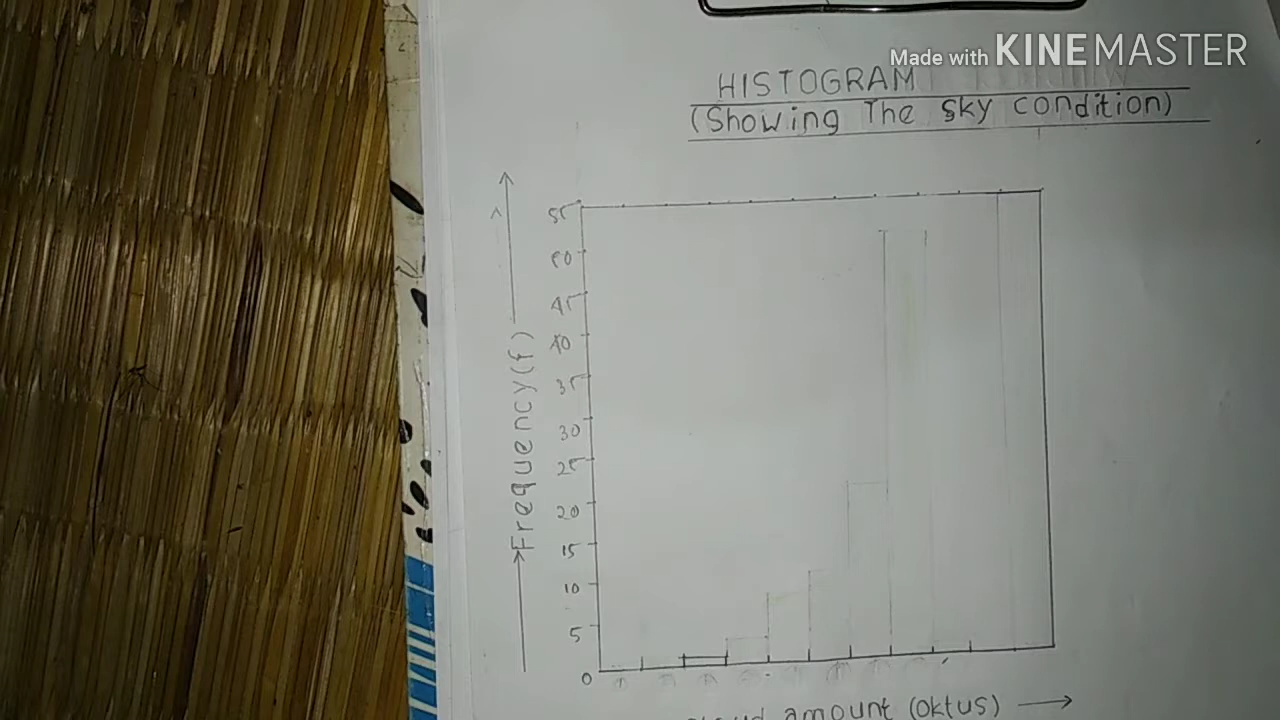 Made with KINEMASTER
HISTOGRAM
(Showing The Sky condition)
Frequency(f)
55
50
45
40
35
30
25
20
15
10
5
0
amount (Oktus)